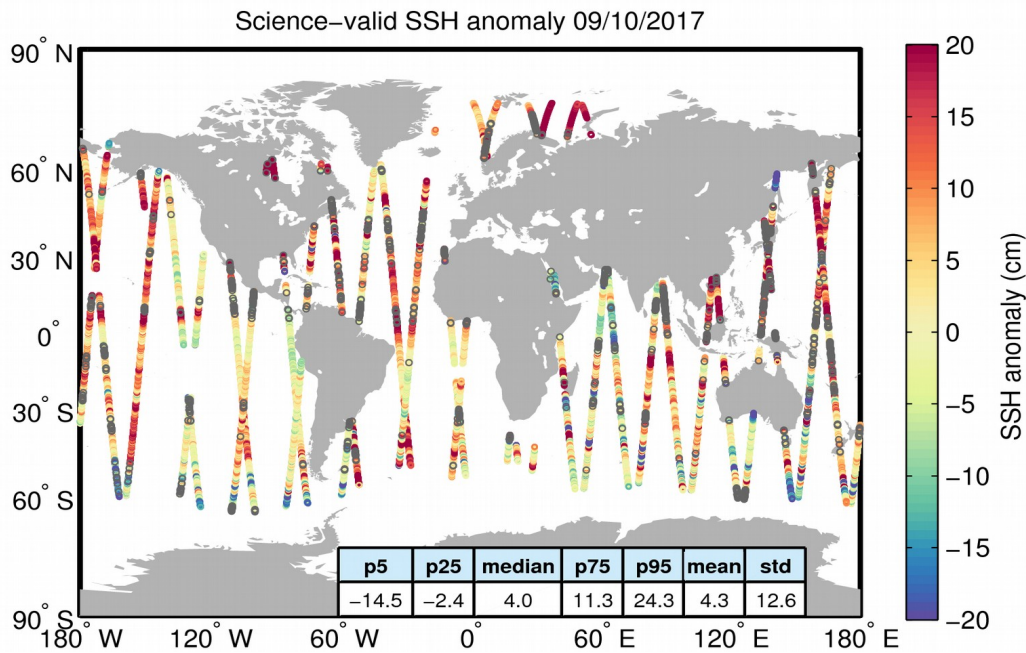 Science−valid SSH anomaly 09/10/2017
90° N
60° N
30° N
0°
30° S
60° S
90° S
180° W
120° W
60° W
0°
60° E
120° E
180° E
p5 p25 median p75 p95 mean std
−14.5 −2.4 4.0 11.3 24.3 4.3 12.6
20
15
10
5
0
−5
−10
−15
−20
SSH anomaly (cm)